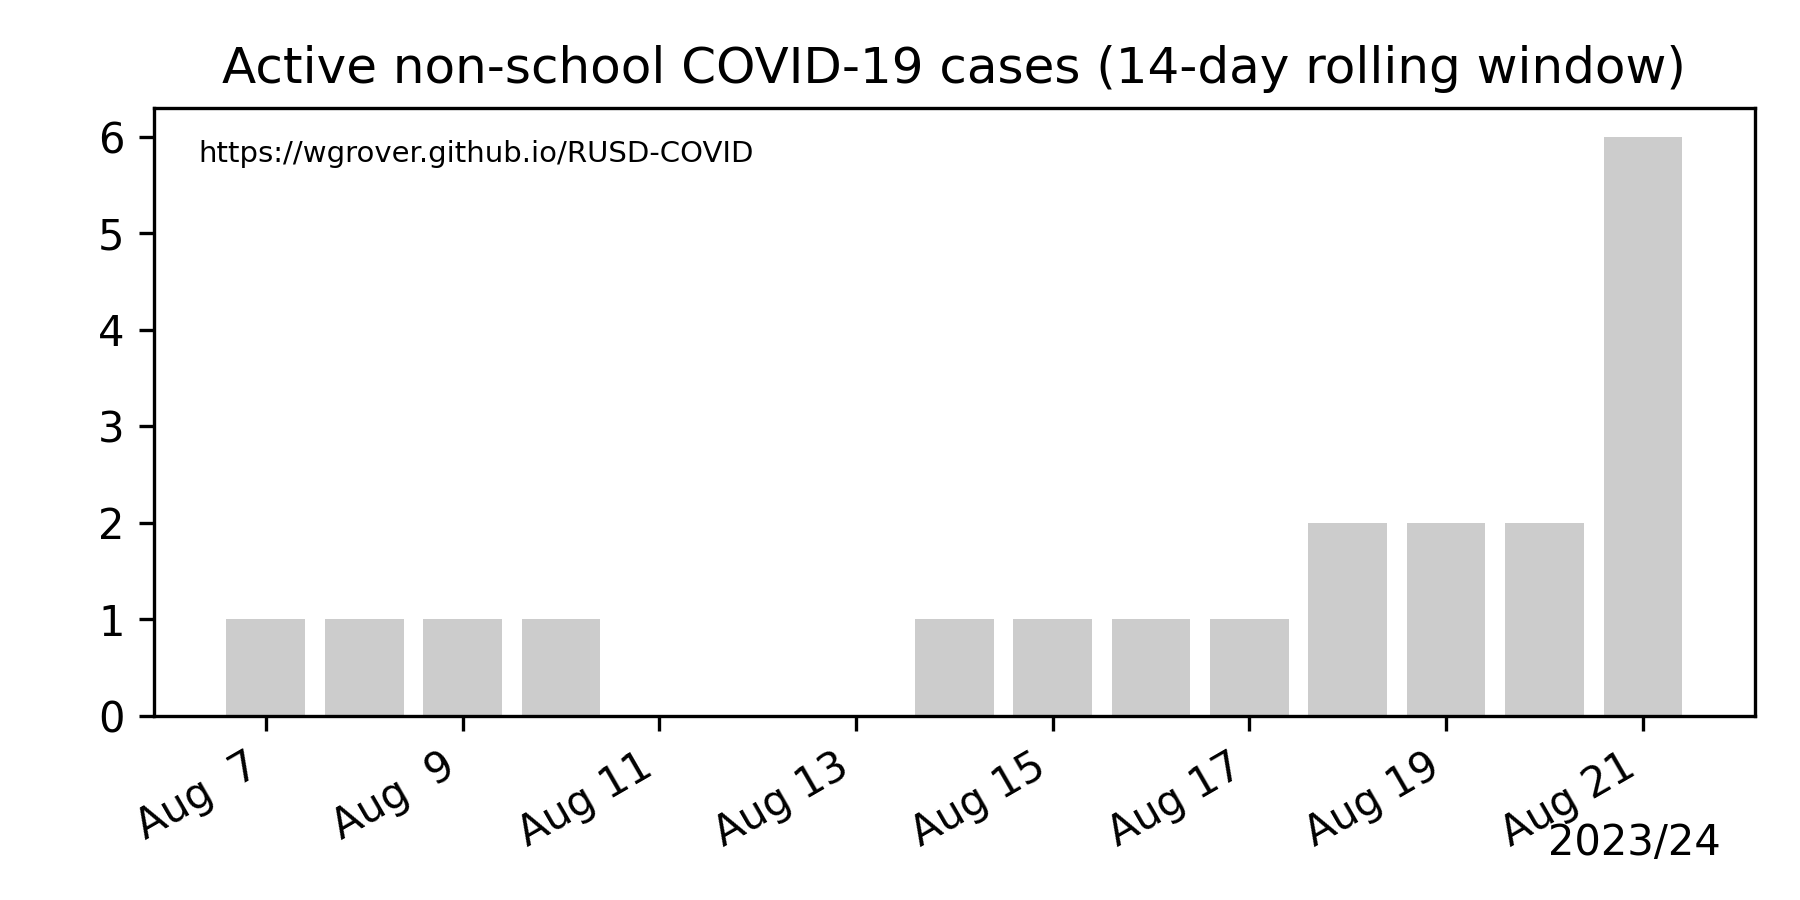 Active non-school COVID-19 cases (14-day rolling window)
https://wgrover.github.io/RUSD-COVID
6
5
4
3
2
1
0
Aug 7 Aug 9 Aug 11 Aug 13 Aug 15 Aug 17 Aug 19 Aug 21
2023/24